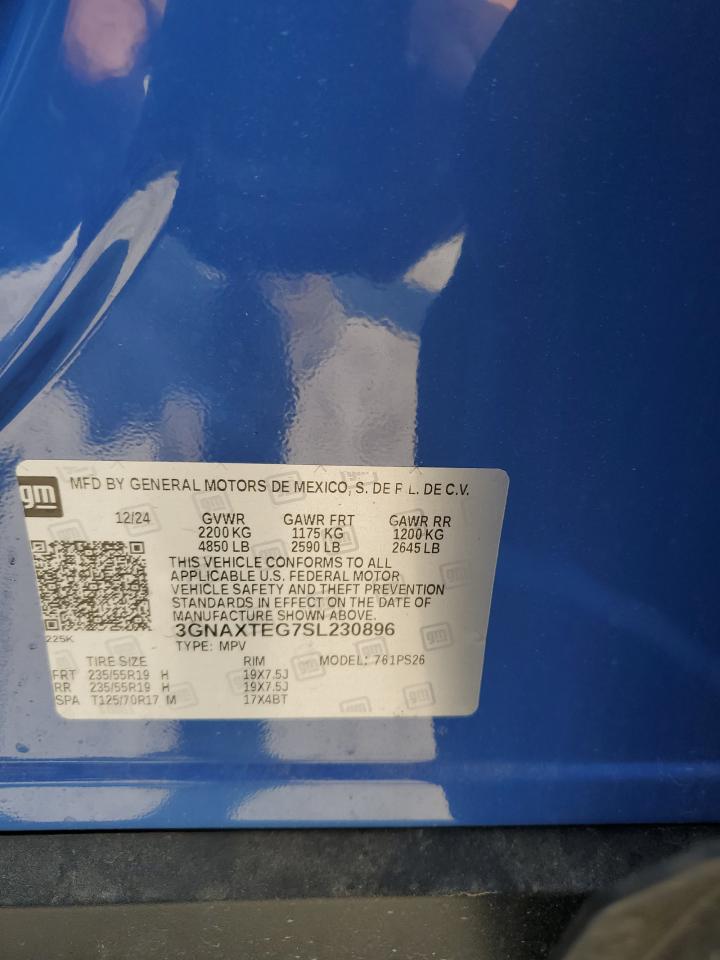 gm MFD BY GENERAL MOTORS DE MEXICO, S. DE R L. DE C.V.
12/24 GVWR GAWR FRT GAWR RR
2200 KG 1175 KG 1200 KG
4850 LB 2590 LB 2645 LB
THIS VEHICLE CONFORMS TO ALL
APPLICABLE U.S. FEDERAL MOTOR
VEHICLE SAFETY AND THEFT PREVENTION
STANDARDS IN EFFECT ON THE DATE OF
MANUFACTURE SHOWN ABOVE.
225K 3GNAXTEG7SL230896
TYPE: MPV
TIRE SIZE RIM MODEL: 761PS26
FRT 235/55R19 H 19X7.5J
RR 235/55R19 H 19X7.5J
SPA T125/70R17 M 17X4BT